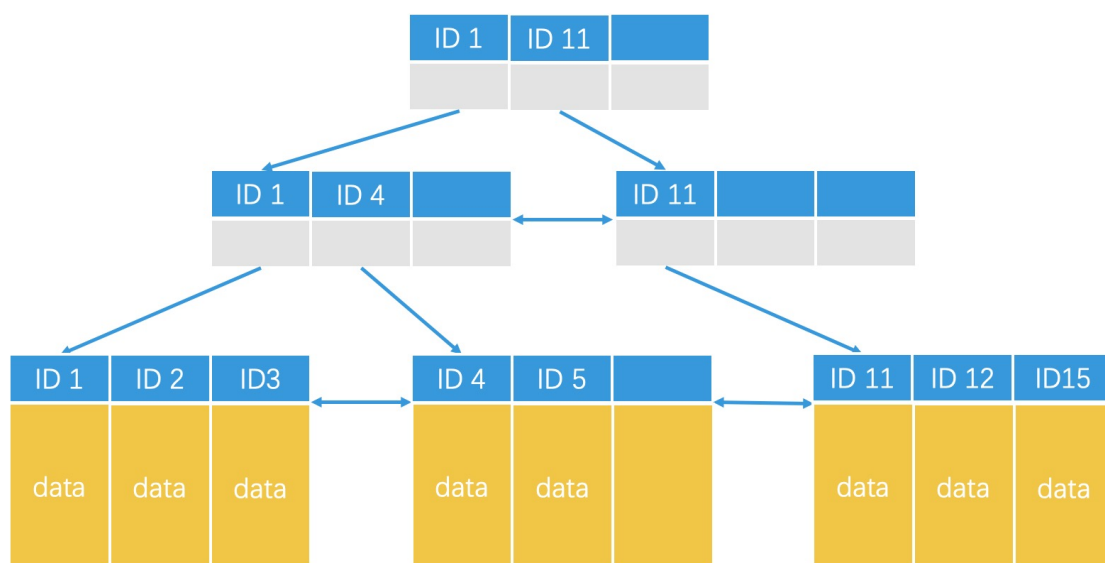 ID 1 ID 11
ID 1 ID 4 ID 11
ID 1 ID 2 ID3 ID 4 ID 5 ID 11 ID 12 ID15
data data data data data data data data